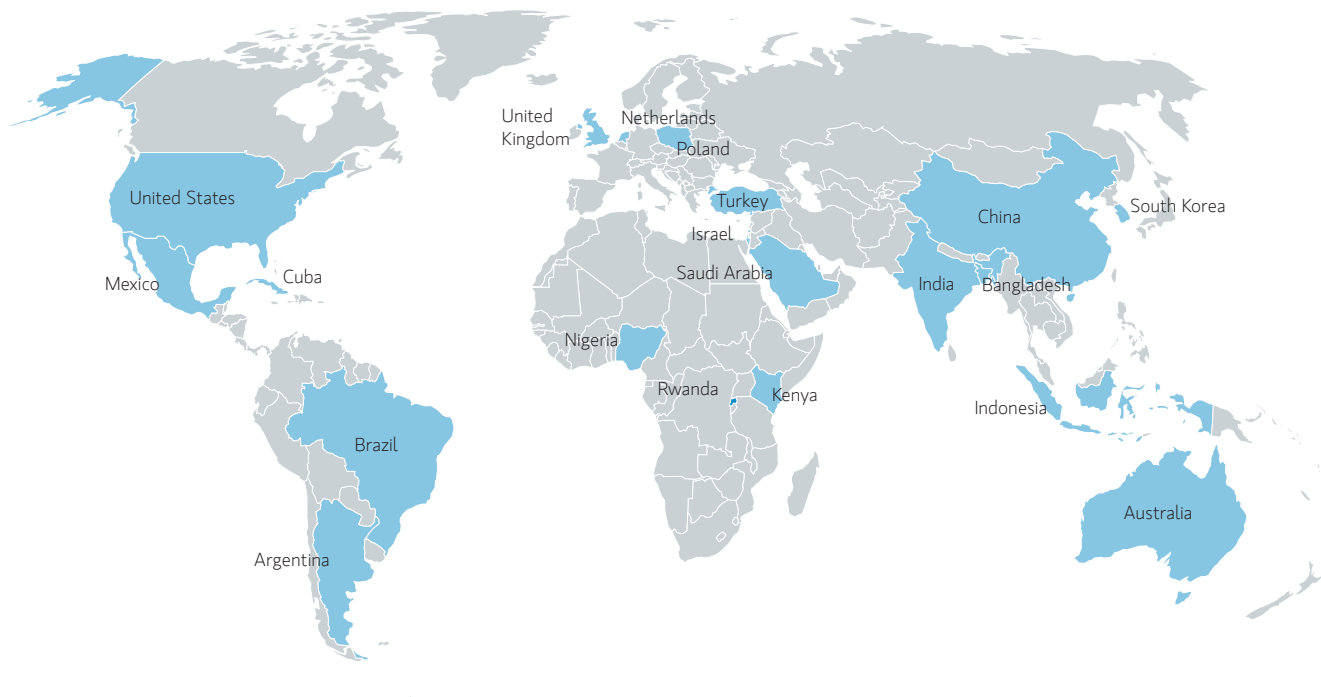 United
Kingdom
Netherlands
Poland
United States
Turkey
South Korea
China
Israel
Saudi Arabia
Mexico
Cuba
India
Bangladesh
Nigeria
Rwanda
Kenya
Indonesia
Brazil
Australia
Argentina